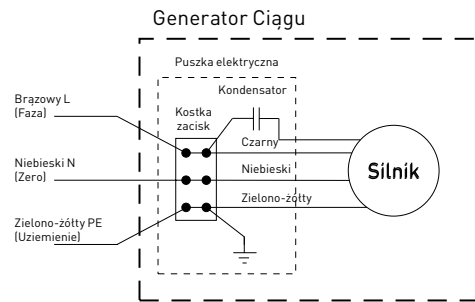 Generator Ciągu
Puszka elektryczna
Kondensator
Brązowy L
(Faza)
Kostka
zacisk
Czarny
Niebieski N
(Zero)
Niebieski
Silnik
Zielono-żółty
Zielono-żółty PE
(Uziemienie)